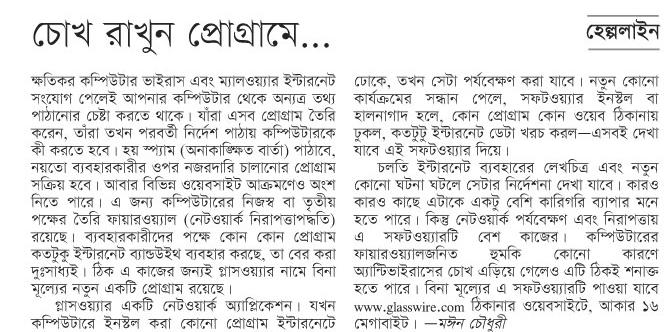 চোখ রাখুন প্রোগ্রামে...
হেল্পলাইন
ক্ষতিকর কম্পিউটার ভাইরাস এবং ম্যালওয়্যার ইন্টারনেট
সংযোগ পেলেই আপনার কম্পিউটার থেকে অন্যত্র তথ্য
পাঠানোর চেষ্টা করতে থাকে। যাঁরা এসব প্রোগ্রাম তৈরি
করেন, তাঁরা তখন পরবর্তী নির্দেশ পাঠায় কম্পিউটারকে
কী করতে হবে। হয় স্প্যাম (অনাকাঙ্ক্ষিত বার্তা) পাঠাবে,
নয়তো ব্যবহারকারীর ওপর নজরদারি চালানোর প্রোগ্রাম
সক্রিয় হবে। আবার বিভিন্ন ওয়েবসাইট আক্রমণেও অংশ
নিতে পারে। এ জন্য কম্পিউটারের নিজস্ব বা তৃতীয়
পক্ষের তৈরি ফায়ারওয়্যাল (নেটওয়ার্ক নিরাপত্তাপদ্ধতি)
রয়েছে। ব্যবহারকারীদের পক্ষে কোন কোন প্রোগ্রাম
কতটুকু ইন্টারনেট ব্যান্ডউইথ ব্যবহার করছে, তা বের করা
দুঃসাধ্যই। ঠিক এ কাজের জন্যই গ্লাসওয়্যার নামে বিনা
মূল্যের নতুন একটি প্রোগ্রাম রয়েছে।
গ্লাসওয়্যার একটি নেটওয়ার্ক অ্যাপ্লিকেশন। যখন
কম্পিউটারে ইনস্টল করা কোনো প্রোগ্রাম ইন্টারনেটে
ঢোকে, তখন সেটা পর্যবেক্ষণ করা যাবে। নতুন কোনো
কার্যক্রমের সন্ধান পেলে, সফটওয়্যার ইনস্টল বা
হালনাগাদ হলে, কোন প্রোগ্রাম কোন ওয়েব ঠিকানায়
ঢুকল, কতটুটু ইন্টারনেট ডেটা খরচ করল—এসবই দেখা
যাবে এই সফটওয়্যার দিয়ে।
চলতি ইন্টারনেট ব্যবহারের লেখচিত্র এবং নতুন
কোনো ঘটনা ঘটলে সেটার নির্দেশনা দেখা যাবে। কারও
কারও কাছে এটাকে একটু বেশি কারিগরি ব্যাপার মনে
হতে পারে। কিন্তু নেটওয়ার্ক পর্যবেক্ষণ এবং নিরাপত্তায়
এ সফটওয়্যারটি বেশ কাজের। কম্পিউটারের
ফায়ারওয়্যালজনিত হুমকি কোনো কারণে
অ্যান্টিভাইরাসের চোখ এড়িয়ে গেলেও এটি ঠিকই শনাক্ত
হতে পারে। বিনা মূল্যের এ সফটওয়্যারটি পাওয়া যাবে
www.glasswire.com ঠিকানার ওয়েবসাইটে, আকার ১৬
মেগাবাইট। —মঈন চৌধুরী